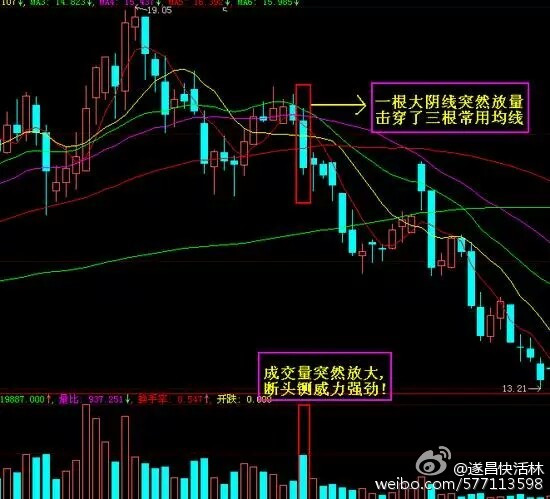 107↓, MA3: 14.823↓, MA4: 15.437↓, MA5: 16.392↓, MA6: 15.985↓
19.05
一根大阴线突然放量
击穿了三根常用均线
成交量突然放大,
断头铡威力强劲!
13.21
19887.000↑, 量比: 937.251↓, 换手率: 0.547↑, 开跌: 0.000
@遂昌快活林
weibo.com/577113598